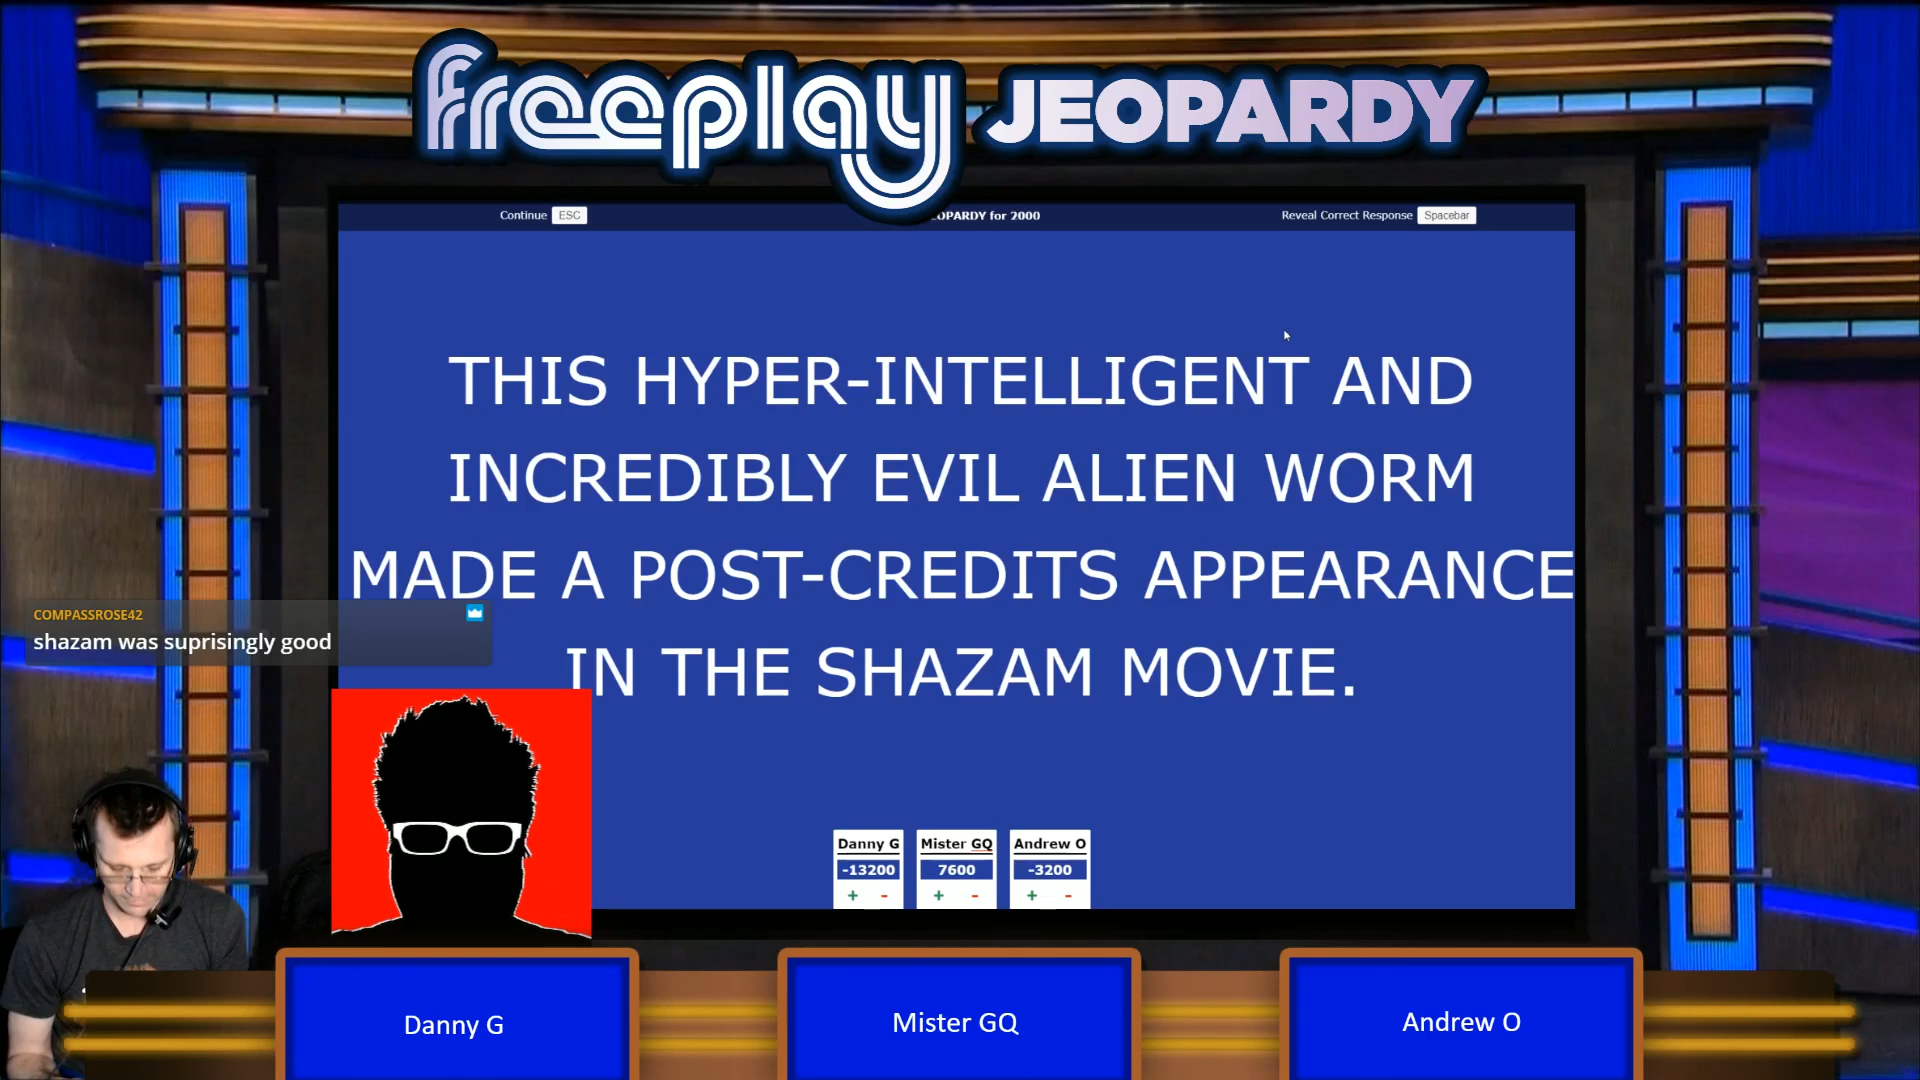 freeplay JEOPARDY
Continue ESC
OPARDY for 2000
Reveal Correct Response Spacebar
THIS HYPER-INTELLIGENT AND
INCREDIBLY EVIL ALIEN WORM
MADE A POST-CREDITS APPEARANCE
IN THE SHAZAM MOVIE.
COMPASSROSE42
shazam was suprisingly good
Danny G Mister GQ Andrew O
-13200 7600 -3200
+ - + - + -
Danny G
Mister GQ
Andrew O